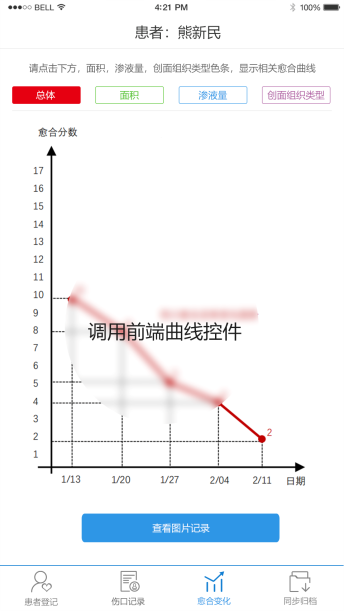 BELL 4:21 PM 100%
患者：熊新民
请点击下方，面积，渗液量，创面组织类型色条，显示相关愈合曲线
总体 面积 渗液量 创面组织类型
愈合分数
17
16
15
14
13
12
11
10
9
8
7
6
5
4
3
2
1
调用前端曲线控件
2
1/13 1/20 1/27 2/04 2/11 日期
查看图片记录
患者登记 伤口记录 愈合变化 同步归档